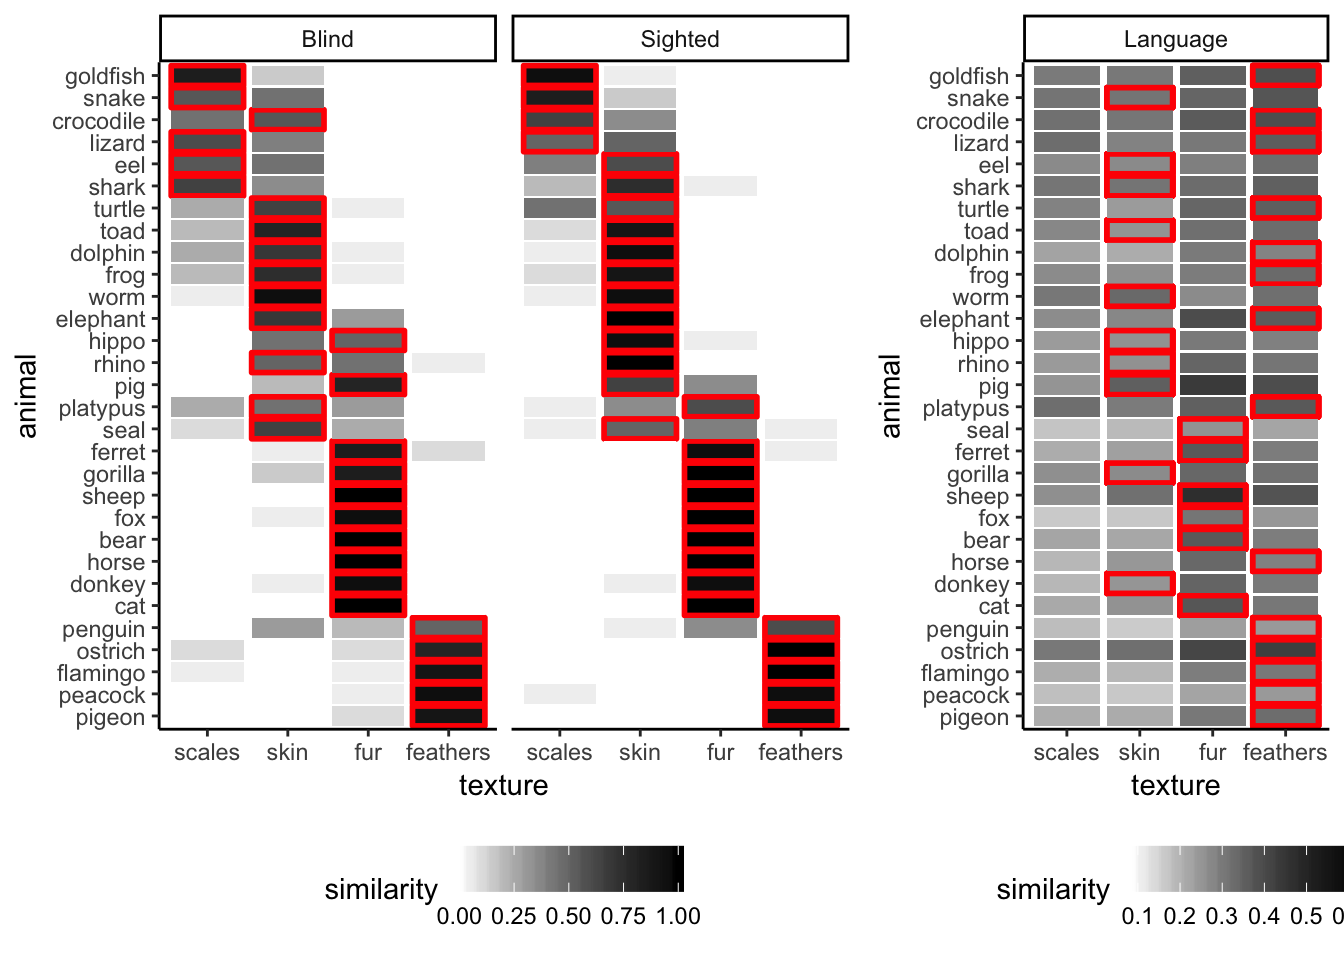 Blind Sighted Language
goldfish
snake
crocodile
lizard
eel
shark
turtle
toad
dolphin
frog
worm
elephant
hippo
rhino
pig
platypus
seal
ferret
gorilla
sheep
fox
bear
horse
donkey
cat
penguin
ostrich
flamingo
peacock
pigeon
animal
scales skin fur feathers scales skin fur feathers
texture
similarity
0.00 0.25 0.50 0.75 1.00
goldfish
snake
crocodile
lizard
eel
shark
turtle
toad
dolphin
frog
worm
elephant
hippo
rhino
pig
platypus
seal
ferret
gorilla
sheep
fox
bear
horse
donkey
cat
penguin
ostrich
flamingo
peacock
pigeon
animal
scales skin fur feathers
texture
similarity
0.1 0.2 0.3 0.4 0.5